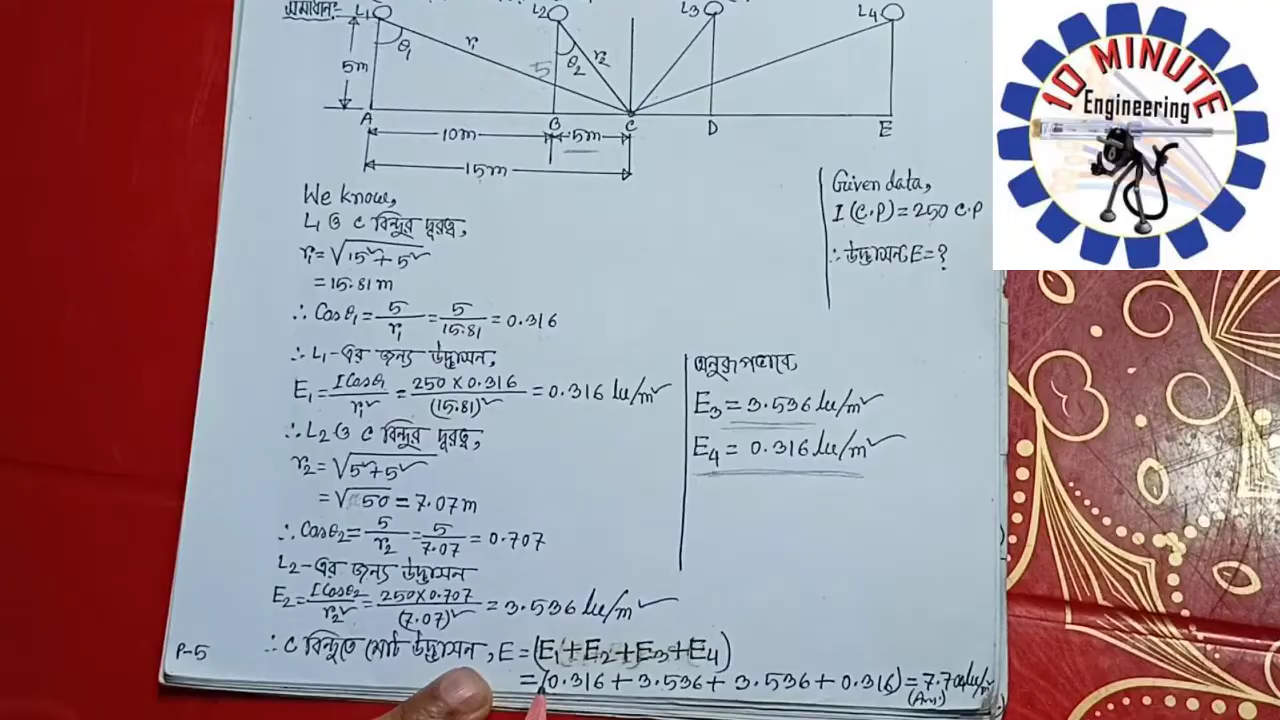 সমাধানঃ- L₁ L₂ L₃ L₄
θ₁ r₁ 5 θ₂ r₂
5m
A B C D E
10m 5m
15m
We know,
L₁ ও C বিন্দুর দূরত্ব,
r₁ = √15²+5²
= 15.81 m
∴ Cosθ₁ = 5/r₁ = 5/15.81 = 0.316
∴ L₁-এর জন্য উদ্ভাসন,
E₁ = ICosθ₁/r₁² = 250 × 0.316/(15.81)² = 0.316 lu/m²
∴ L₂ ও C বিন্দুর দূরত্ব,
r₂ = √5²+5²
= √50 = 7.07m
∴ Cosθ₂ = 5/r₂ = 5/7.07 = 0.707
L₂-এর জন্য উদ্ভাসন
E₂ = ICosθ₂/r₂² = 250×0.707/(7.07)² = 3.536 lu/m²
∴ C বিন্দুতে মোট উদ্ভাসন, E = (E₁+E₂+E₃+E₄)
= (0.316 + 3.536 + 3.536 + 0.316) = 7.704lu/m²
(Ans:)
P-5
Given data,
I (C.P) = 250 C.P
∴ উদ্ভাসন E = ?
অনুরূপভাবে,
E₃ = 3.536 lu/m²
E₄ = 0.316 lu/m²
10 MINUTE
Engineering